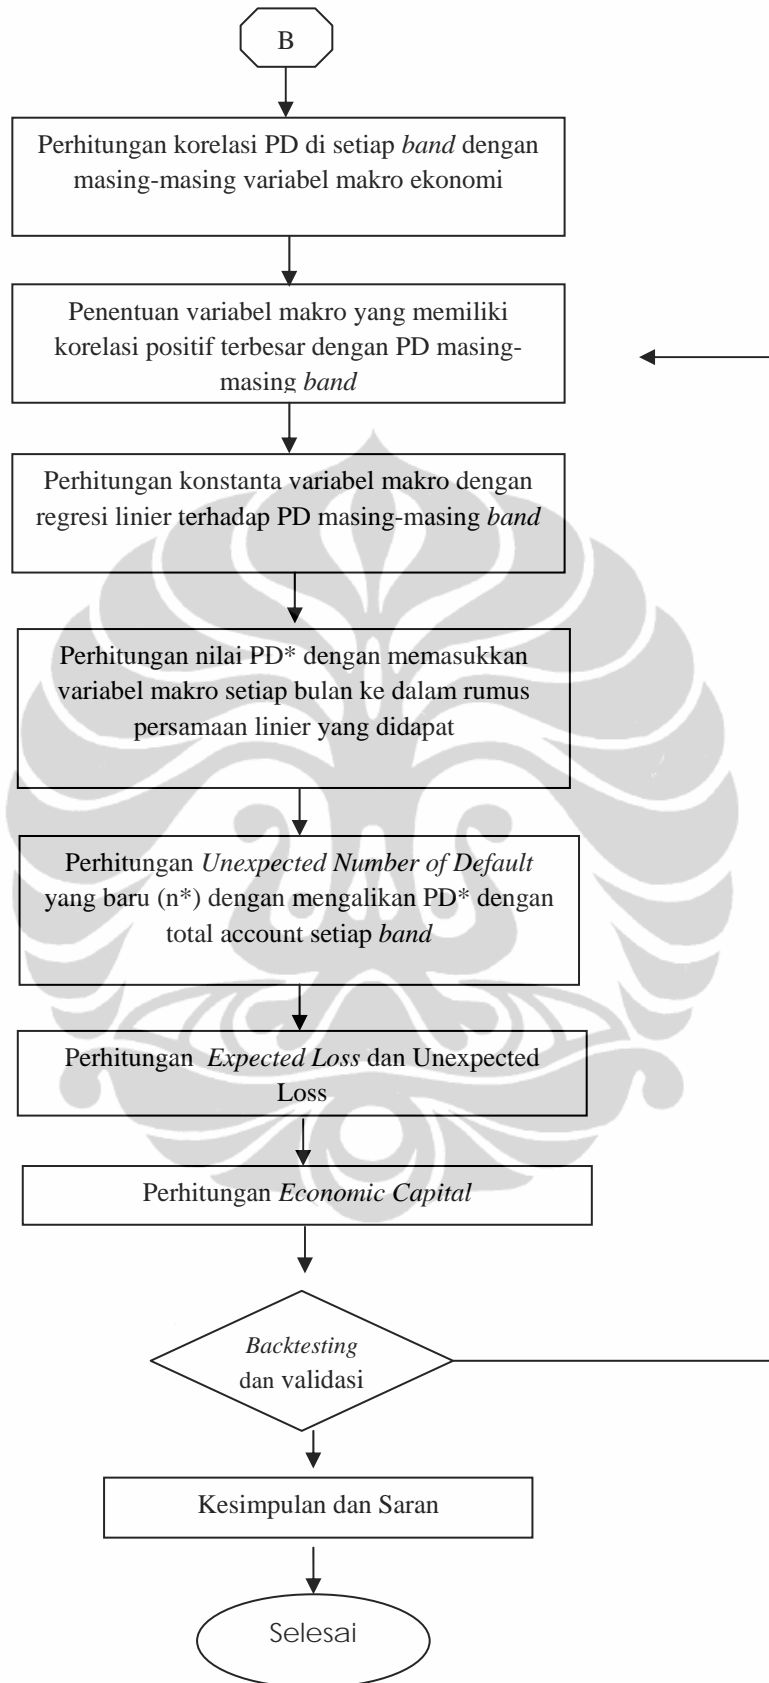 B
Perhitungan korelasi PD di setiap band dengan
masing-masing variabel makro ekonomi
Penentuan variabel makro yang memiliki
korelasi positif terbesar dengan PD masing-
masing band
Perhitungan konstanta variabel makro dengan
regresi linier terhadap PD masing-masing band
Perhitungan nilai PD* dengan memasukkan
variabel makro setiap bulan ke dalam rumus
persamaan linier yang didapat
Perhitungan Unexpected Number of Default
yang baru (n*) dengan mengalikan PD* dengan
total account setiap band
Perhitungan Expected Loss dan Unexpected
Loss
Perhitungan Economic Capital
Backtesting
dan validasi
Kesimpulan dan Saran
Selesai